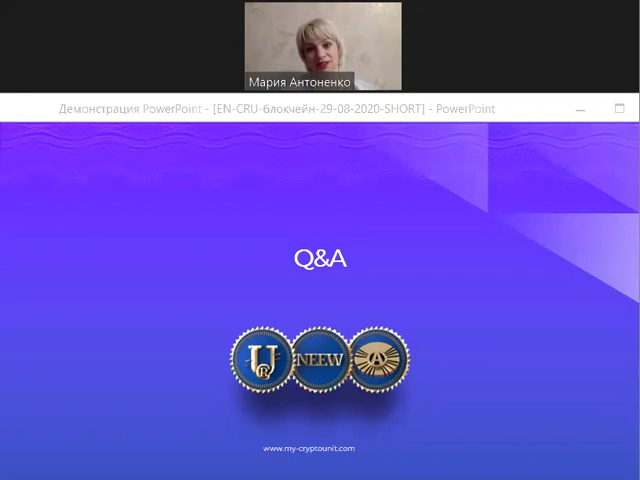 Мария Антоненко
Демонстрация PowerPoint - [EN-CRU-блокчейн-29-08-2020-SHORT] - PowerPoint
Q&A
U
R
NEEW
A
www.my-cryptounit.com